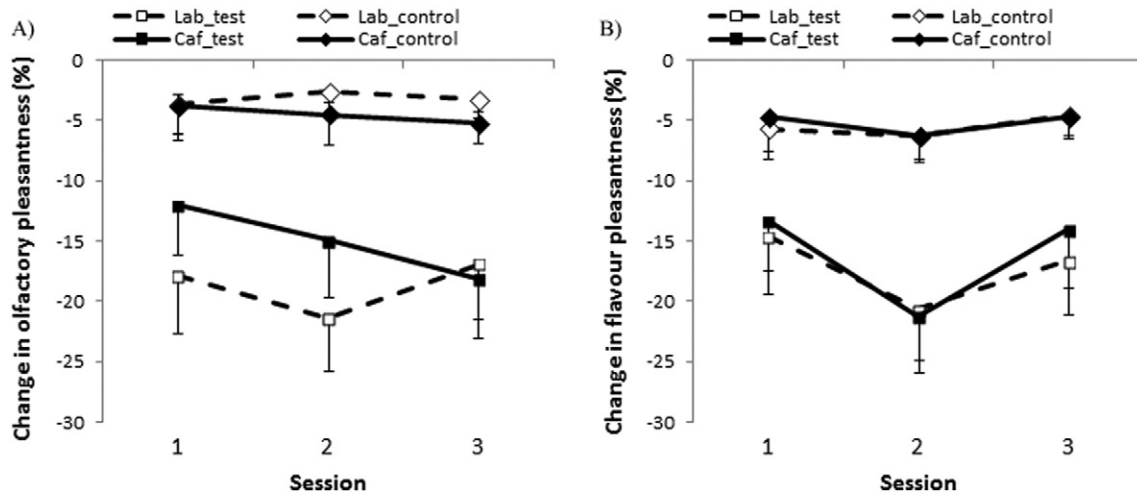 A)
Lab_test Lab_control
Caf_test Caf_control
Change in olfactory pleasantness (%)
0
-5
-10
-15
-20
-25
-30
1 2 3
Session
B)
Lab_test Lab_control
Caf_test Caf_control
Change in flavour pleasantness (%)
0
-5
-10
-15
-20
-25
-30
1 2 3
Session